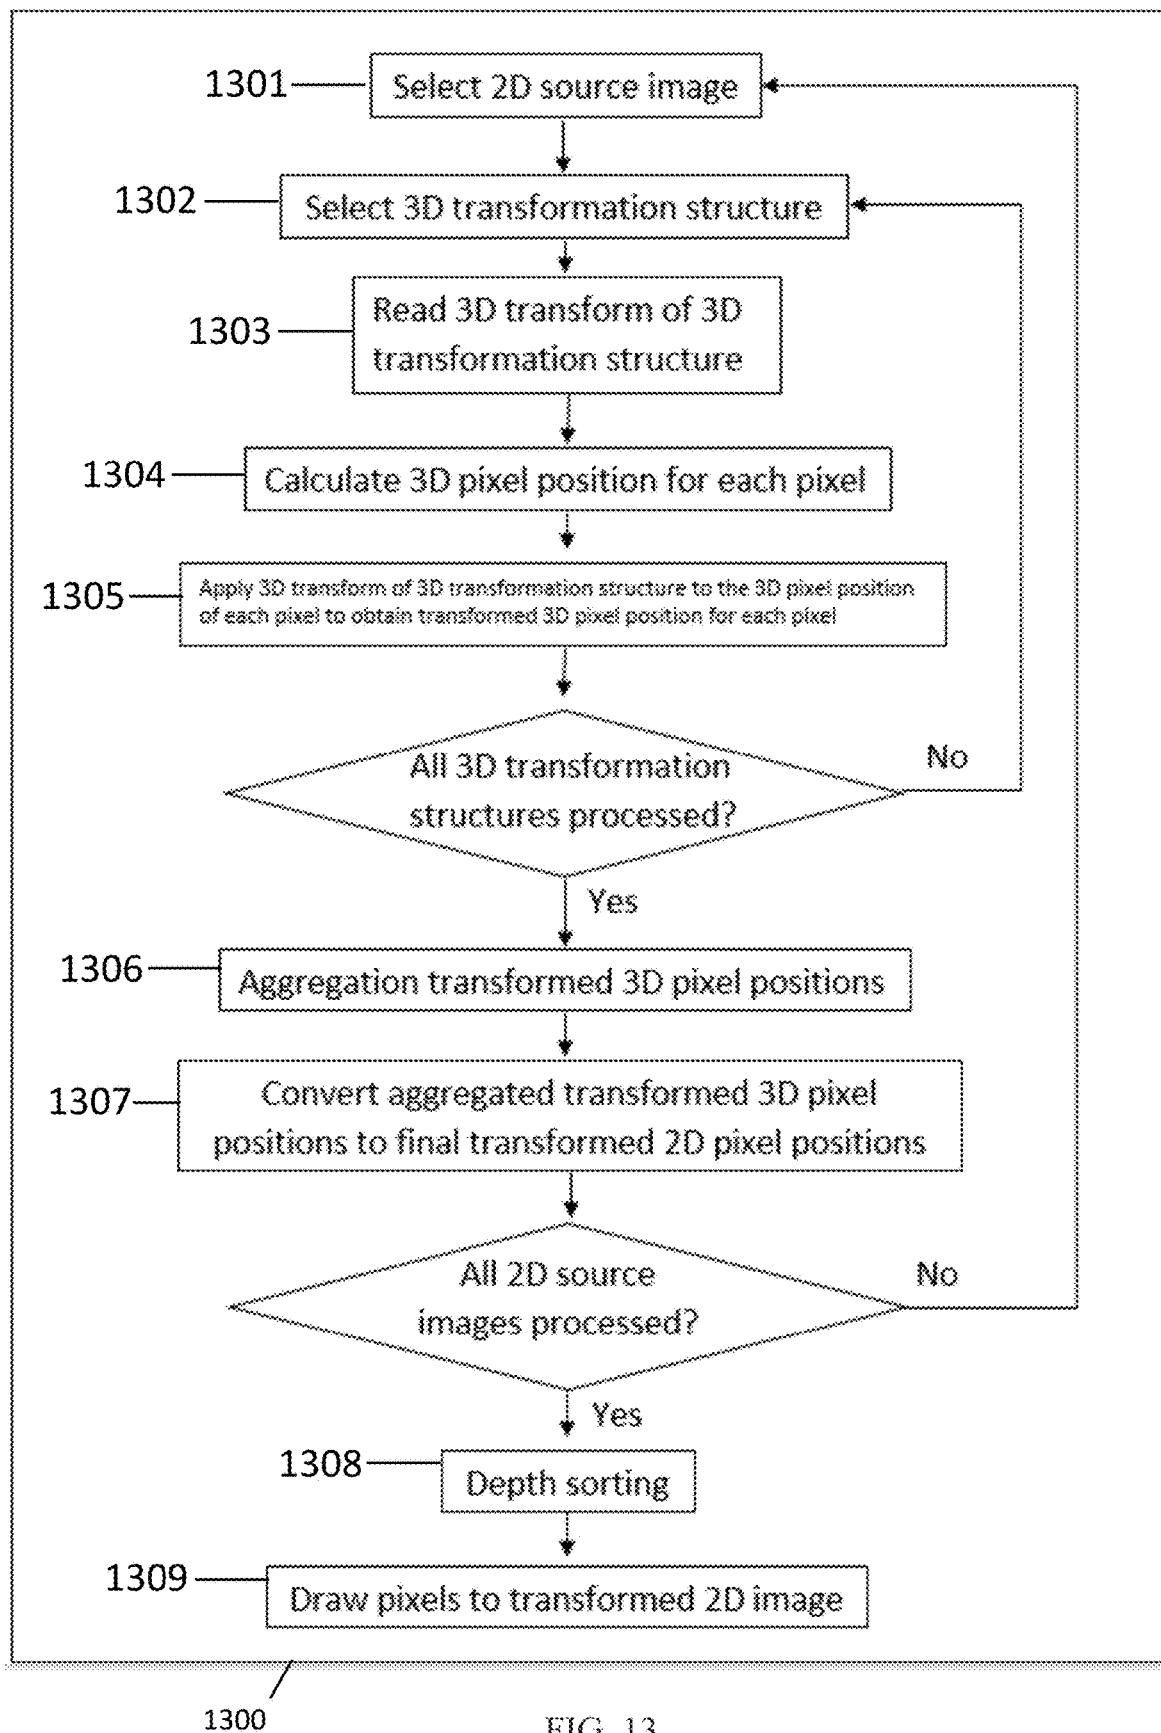 1301
Select 2D source image
1302
Select 3D transformation structure
1303
Read 3D transform of 3D
transformation structure
1304
Calculate 3D pixel position for each pixel
1305
Apply 3D transform of 3D transformation structure to the 3D pixel position
of each pixel to obtain transformed 3D pixel position for each pixel
All 3D transformation
structures processed?
No
Yes
1306
Aggregation transformed 3D pixel positions
1307
Convert aggregated transformed 3D pixel
positions to final transformed 2D pixel positions
All 2D source
images processed?
No
Yes
1308
Depth sorting
1309
Draw pixels to transformed 2D image
1300
FIG. 13